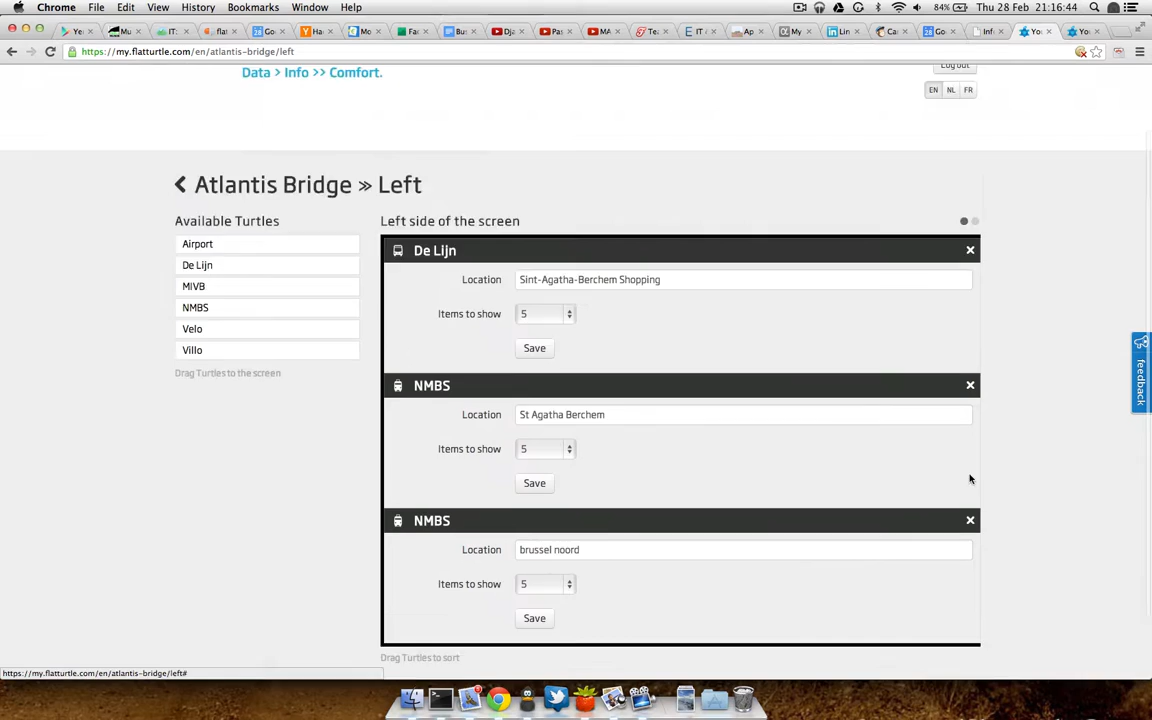 Chrome File Edit View History Bookmarks Window Help 84% Thu 28 Feb 21:16:44
https://my.flatturtle.com/en/atlantis-bridge/left
Data > Info >> Comfort.
Log out
EN NL FR
Atlantis Bridge » Left
Available Turtles
Airport
De Lijn
MIVB
NMBS
Velo
Villo
Drag Turtles to the screen
Left side of the screen
De Lijn
Location Sint-Agatha-Berchem Shopping
Items to show 5
Save
NMBS
Location St Agatha Berchem
Items to show 5
Save
NMBS
Location brussel noord
Items to show 5
Save
Drag Turtles to sort
feedback
https://my.flatturtle.com/en/atlantis-bridge/left#